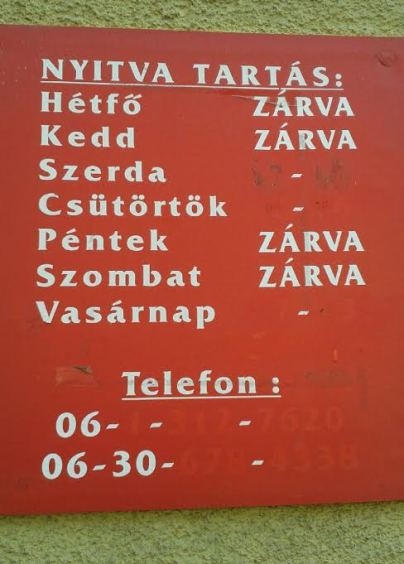 NYITVA TARTÁS:
Hétfő ZÁRVA
Kedd ZÁRVA
Szerda -
Csütörtök -
Péntek ZÁRVA
Szombat ZÁRVA
Vasárnap -
Telefon :
06- - -
06-30- -